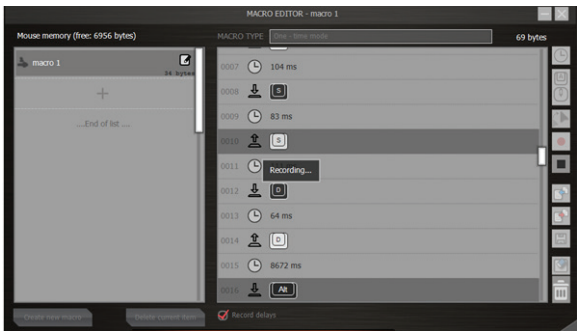 MACRO EDITOR - macro 1
Mouse memory (free: 6956 bytes)
MACRO TYPE One - time mode 69 bytes
macro 1
34 bytes
+
....End of list ....
0007 104 ms
0008 S
0009 83 ms
0010 S
0011
Recording...
0012 D
0013 64 ms
0014 D
0015 8672 ms
0016 Alt
Create new macro Delete current item Record delays